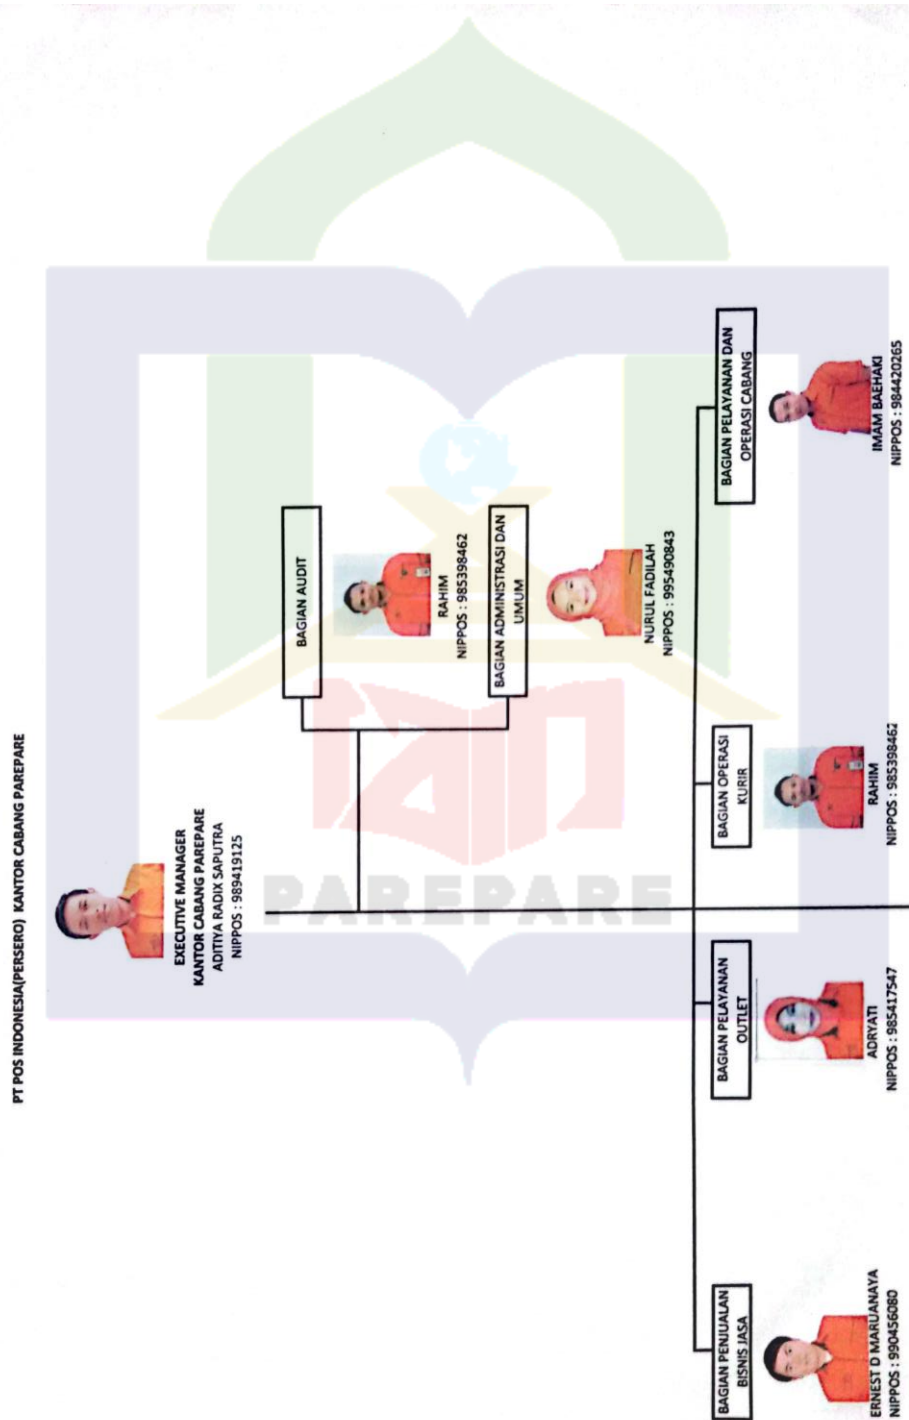 PT POS INDONESIA(PERSERO) KANTOR CABANG PAREPARE
EXECUTIVE MANAGER
KANTOR CABANG PAREPARE
ADITIYA RADIX SAPUTRA
NIPPOS : 989419125
BAGIAN AUDIT
RAHIM
NIPPOS : 985398462
BAGIAN ADMINISTRASI DAN
UMUM
NURUL FADILAH
NIPPOS : 995490843
BAGIAN PENJUALAN
BISNIS JASA
ERNEST D MARUANAYA
NIPPOS : 990456080
BAGIAN PELAYANAN
OUTLET
ADRYATI
NIPPOS : 985417547
BAGIAN OPERASI
KURIR
RAHIM
NIPPOS : 985398462
BAGIAN PELAYANAN DAN
OPERASI CABANG
IMAM BAEHAKI
NIPPOS : 984420265
iain
PAREPARE